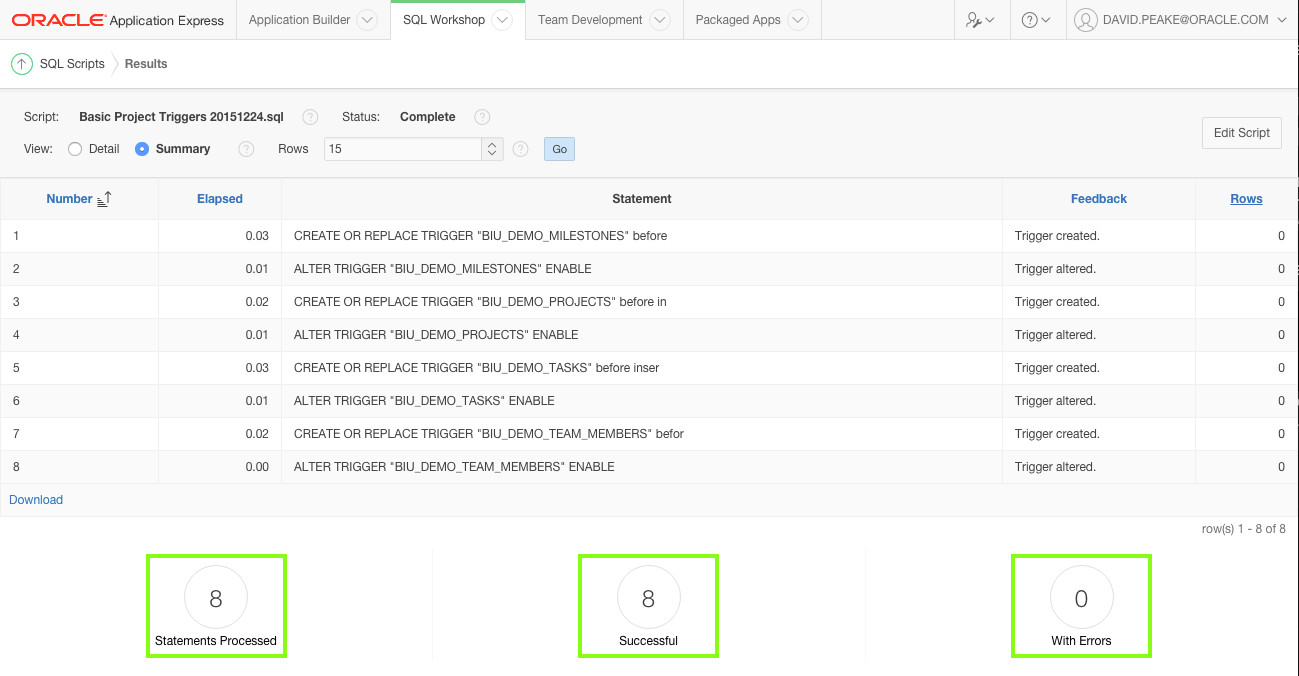 ORACLE Application Express Application Builder SQL Workshop Team Development Packaged Apps DAVID.PEAKE@ORACLE.COM
SQL Scripts Results
Script: Basic Project Triggers 20151224.sql ? Status: Complete ?
Edit Script
View: Detail Summary ? Rows 15 ? Go
Number Elapsed Statement Feedback Rows
1 0.03 CREATE OR REPLACE TRIGGER "BIU_DEMO_MILESTONES" before Trigger created. 0
2 0.01 ALTER TRIGGER "BIU_DEMO_MILESTONES" ENABLE Trigger altered. 0
3 0.02 CREATE OR REPLACE TRIGGER "BIU_DEMO_PROJECTS" before in Trigger created. 0
4 0.01 ALTER TRIGGER "BIU_DEMO_PROJECTS" ENABLE Trigger altered. 0
5 0.03 CREATE OR REPLACE TRIGGER "BIU_DEMO_TASKS" before inser Trigger created. 0
6 0.01 ALTER TRIGGER "BIU_DEMO_TASKS" ENABLE Trigger altered. 0
7 0.02 CREATE OR REPLACE TRIGGER "BIU_DEMO_TEAM_MEMBERS" befor Trigger created. 0
8 0.00 ALTER TRIGGER "BIU_DEMO_TEAM_MEMBERS" ENABLE Trigger altered. 0
Download
row(s) 1 - 8 of 8
8 8 0
Statements Processed Successful With Errors